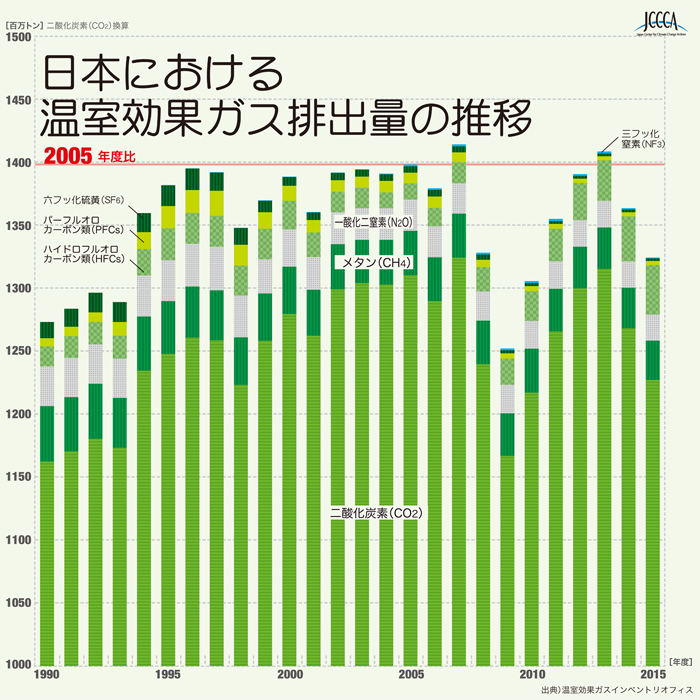 [百万トン] 二酸化炭素(CO2)換算
JCCCA
Japan Center for Climate Change Actions
日本における
温室効果ガス排出量の推移
2005 年度比
三フッ化
窒素(NF3)
六フッ化硫黄(SF6)
パーフルオロ
カーボン類(PFCs)
ハイドロフルオロ
カーボン類(HFCs)
一酸化二窒素(N2O)
メタン(CH4)
二酸化炭素(CO2)
1500
1450
1400
1350
1300
1250
1200
1150
1100
1050
1000
1990 1995 2000 2005 2010 2015
[年度]
出典)温室効果ガスインベントリオフィス